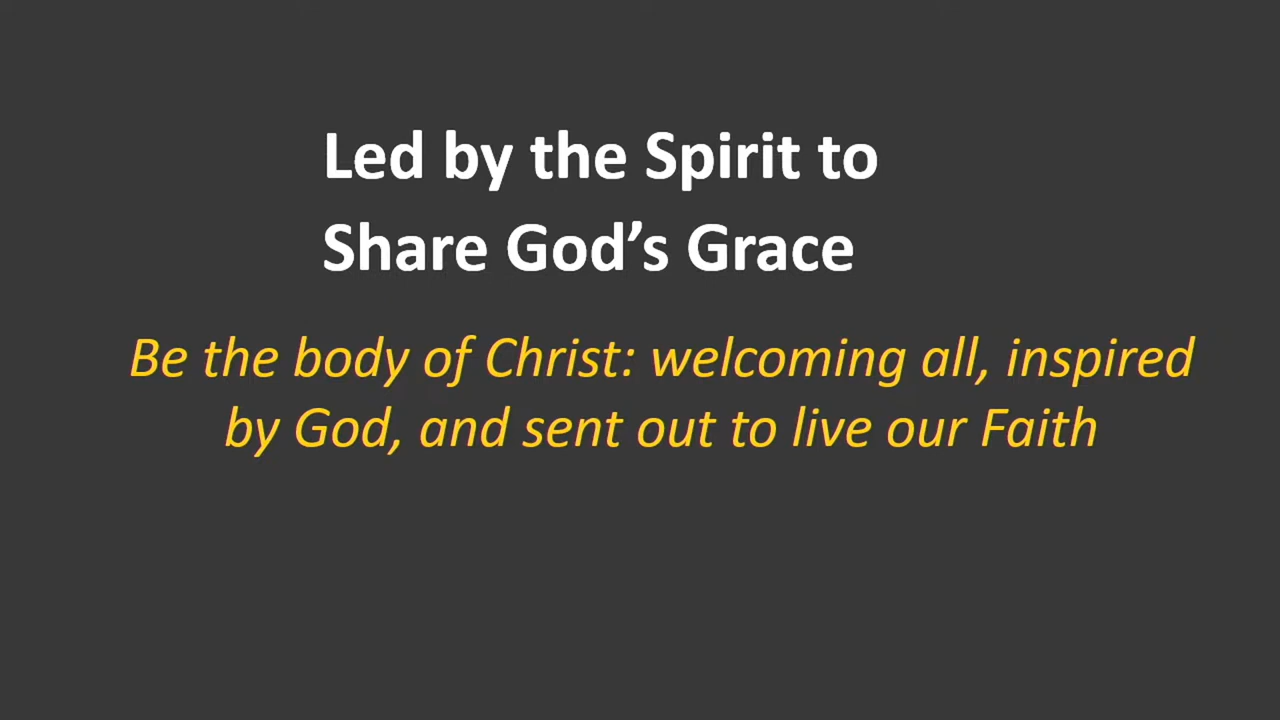 Led by the Spirit to
Share God’s Grace
Be the body of Christ: welcoming all, inspired
by God, and sent out to live our Faith